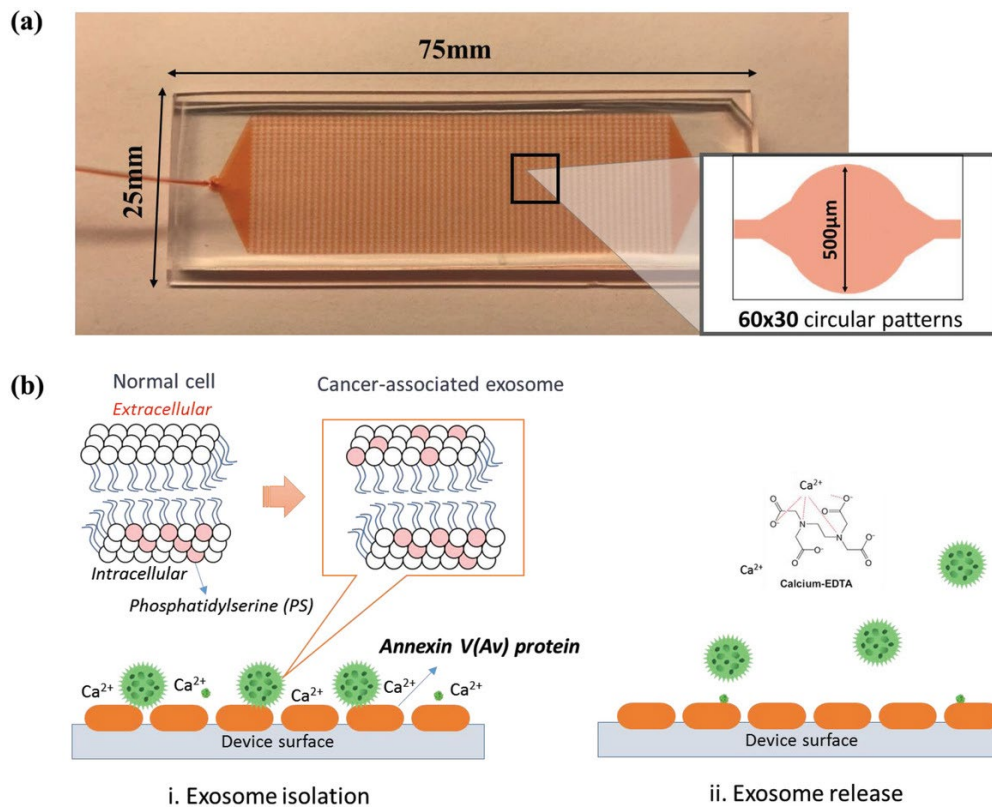 (a)
75mm
25mm
500µm
60x30 circular patterns
(b)
Normal cell
Extracellular
Intracellular
Phosphatidylserine (PS)
Cancer-associated exosome
Annexin V(Av) protein
Ca²⁺
Ca²⁺
Ca²⁺
Ca²⁺
Ca²⁺
Device surface
i. Exosome isolation
Ca²⁺
O
O⁻
O⁻
O
N
N
O
O⁻
O⁻
O
Ca²⁺
Calcium-EDTA
Device surface
ii. Exosome release